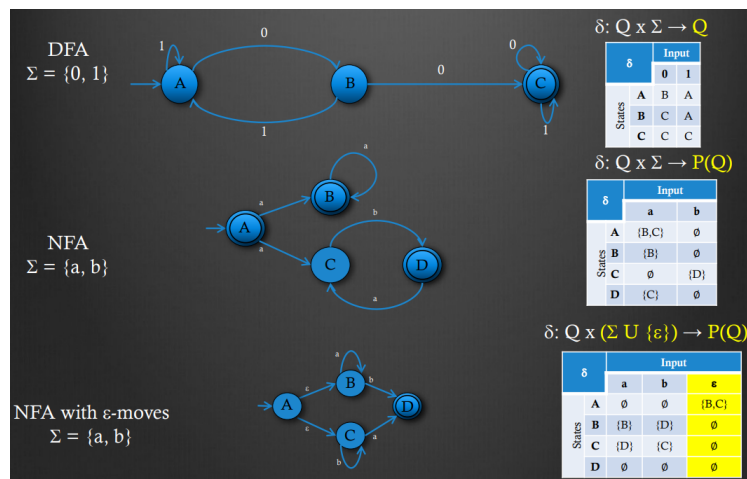 DFA
Σ = {0, 1}
1
0
A
B
0
1
0
C
1
δ: Q x Σ → Q
δ Input
0 1
States
A B A
B C A
C C C
NFA
Σ = {a, b}
A
a
a
B
a
C
b
D
a
δ: Q x Σ → P(Q)
δ Input
a b
States
A {B,C} ∅
B {B} ∅
C ∅ {D}
D {C} ∅
NFA with ε-moves
Σ = {a, b}
A
ε
ε
a
B
b
C
b
a
D
δ: Q x (Σ U {ε}) → P(Q)
δ Input
a b ε
States
A ∅ ∅ {B,C}
B {B} {D} ∅
C {D} {C} ∅
D ∅ ∅ ∅